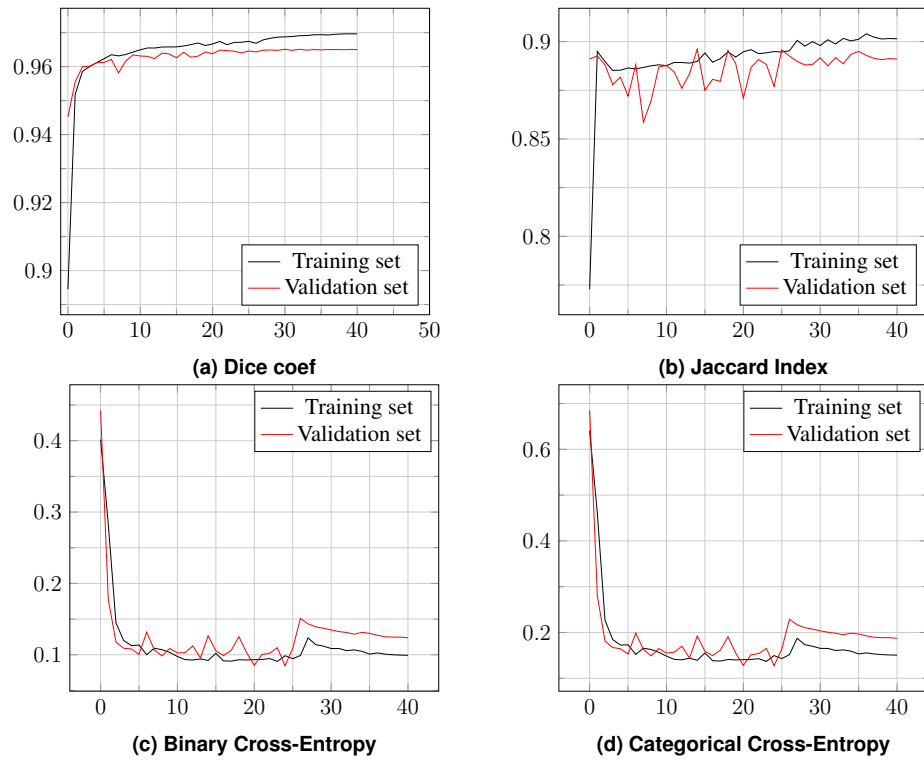 0.96
0.94
0.92
0.9
Training set
Validation set
0 10 20 30 40 50
(a) Dice coef
0.9
0.85
0.8
Training set
Validation set
0 10 20 30 40
(b) Jaccard Index
0.4
0.3
0.2
0.1
Training set
Validation set
0 10 20 30 40
(c) Binary Cross-Entropy
0.6
0.4
0.2
Training set
Validation set
0 10 20 30 40
(d) Categorical Cross-Entropy